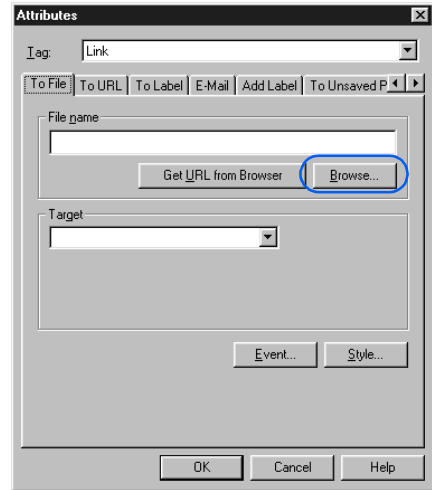 Attributes
Tag: Link
To File To URL To Label E-Mail Add Label To Unsaved P
File name
Get URL from Browser Browse...
Target
Event... Style...
OK Cancel Help